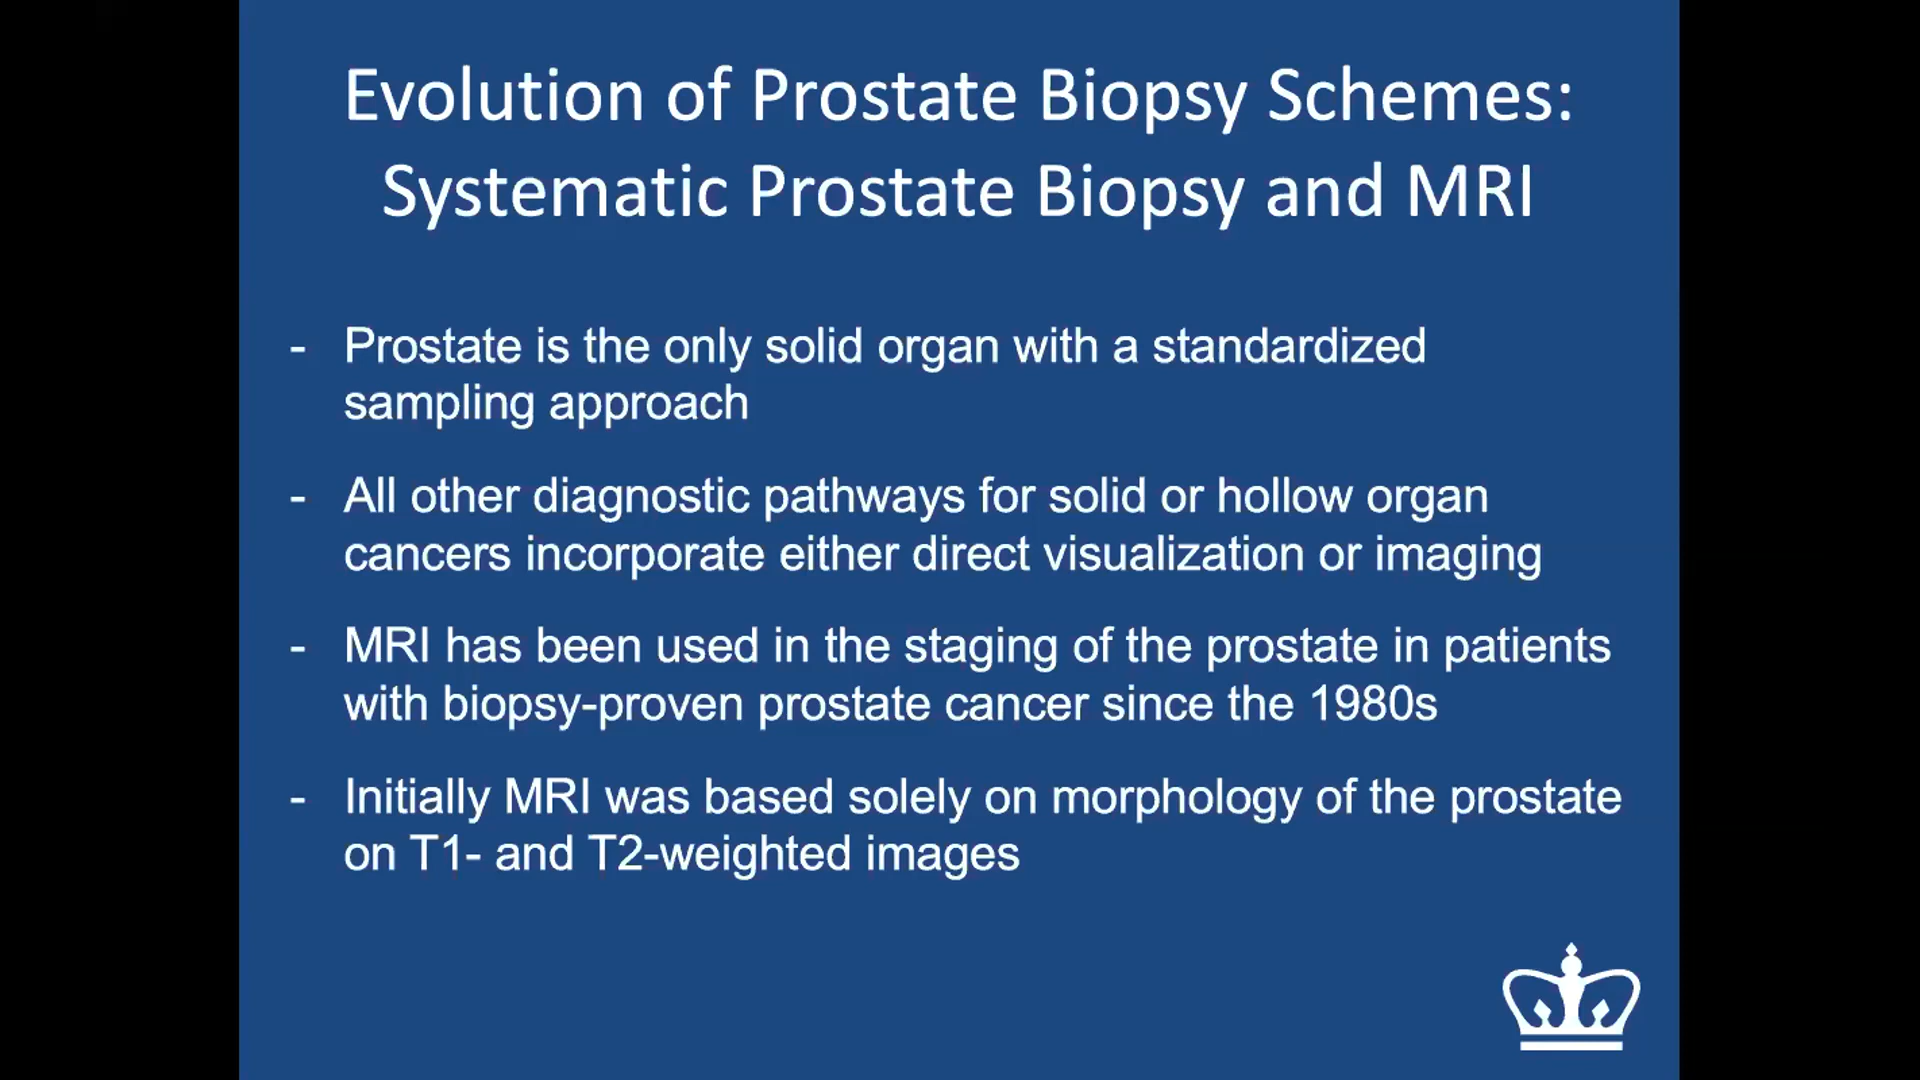 Evolution of Prostate Biopsy Schemes:
Systematic Prostate Biopsy and MRI
- Prostate is the only solid organ with a standardized
sampling approach
- All other diagnostic pathways for solid or hollow organ
cancers incorporate either direct visualization or imaging
- MRI has been used in the staging of the prostate in patients
with biopsy-proven prostate cancer since the 1980s
- Initially MRI was based solely on morphology of the prostate
on T1- and T2-weighted images